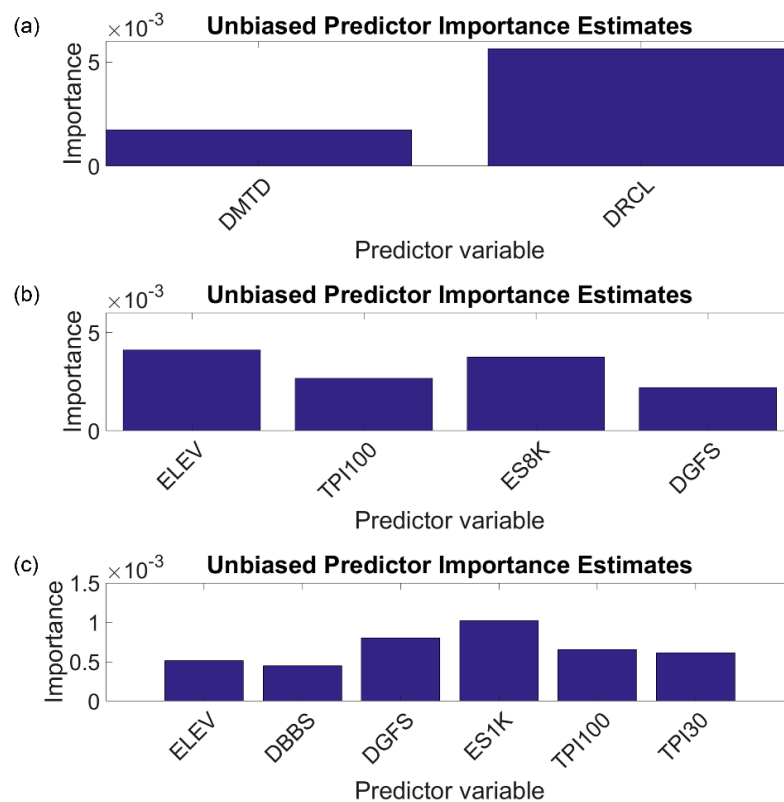 (a)
×10-3
Unbiased Predictor Importance Estimates
Importance
5
0
DMTD
DRCL
Predictor variable
(b)
×10-3
Unbiased Predictor Importance Estimates
Importance
5
0
ELEV
TPI100
ES8K
DGFS
Predictor variable
(c)
×10-3
Unbiased Predictor Importance Estimates
Importance
1.5
1
0.5
0
ELEV
DBBS
DGFS
ES1K
TPI100
TPI30
Predictor variable